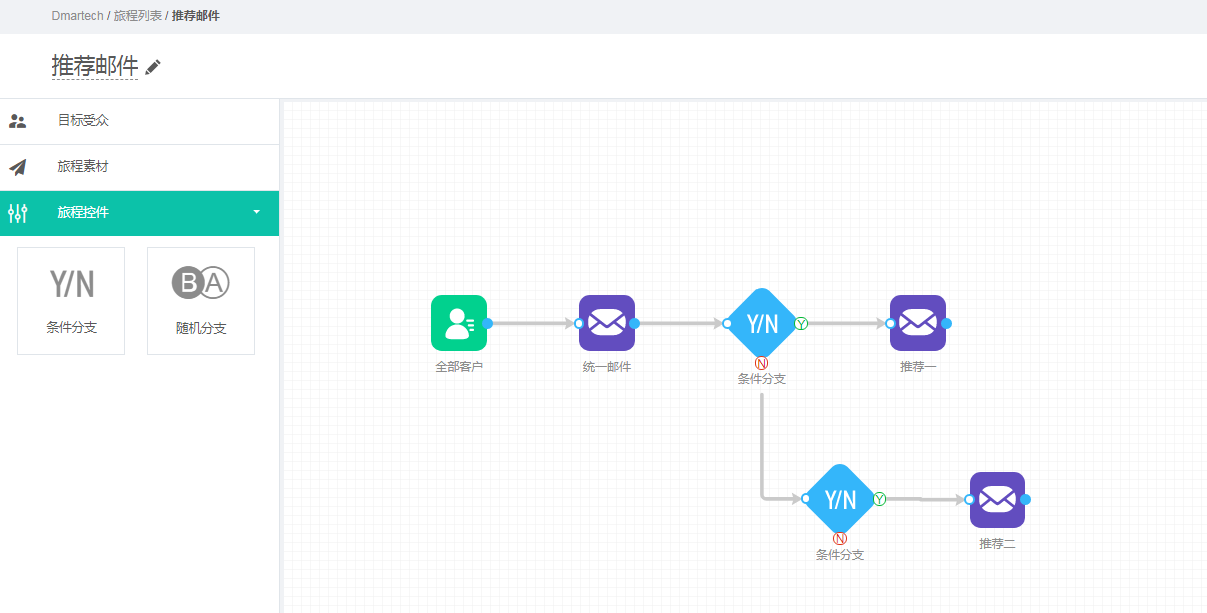 Dmartech / 旅程列表 / 推荐邮件
推荐邮件
目标受众
旅程素材
旅程控件
Y/N
B A
条件分支
随机分支
Y/N
Y
N
全部客户
统一邮件
条件分支
推荐一
Y/N
Y
N
条件分支
推荐二